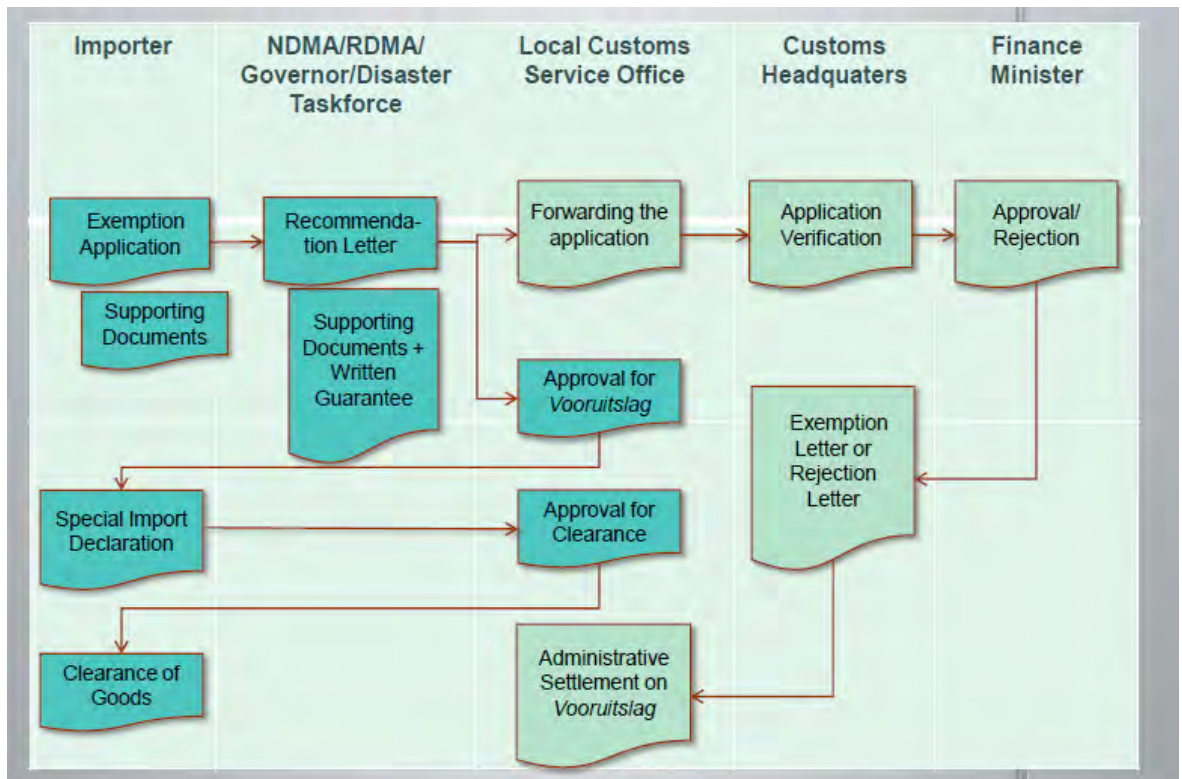 Importer
NDMA/RDMA/
Governor/Disaster
Taskforce
Local Customs
Service Office
Customs
Headquaters
Finance
Minister
Exemption
Application
Recommenda-
tion Letter
Forwarding the
application
Application
Verification
Approval/
Rejection
Supporting
Documents
Supporting
Documents +
Written
Guarantee
Approval for
Vooruitslag
Exemption
Letter or
Rejection
Letter
Special Import
Declaration
Approval for
Clearance
Clearance of
Goods
Administrative
Settlement on
Vooruitslag